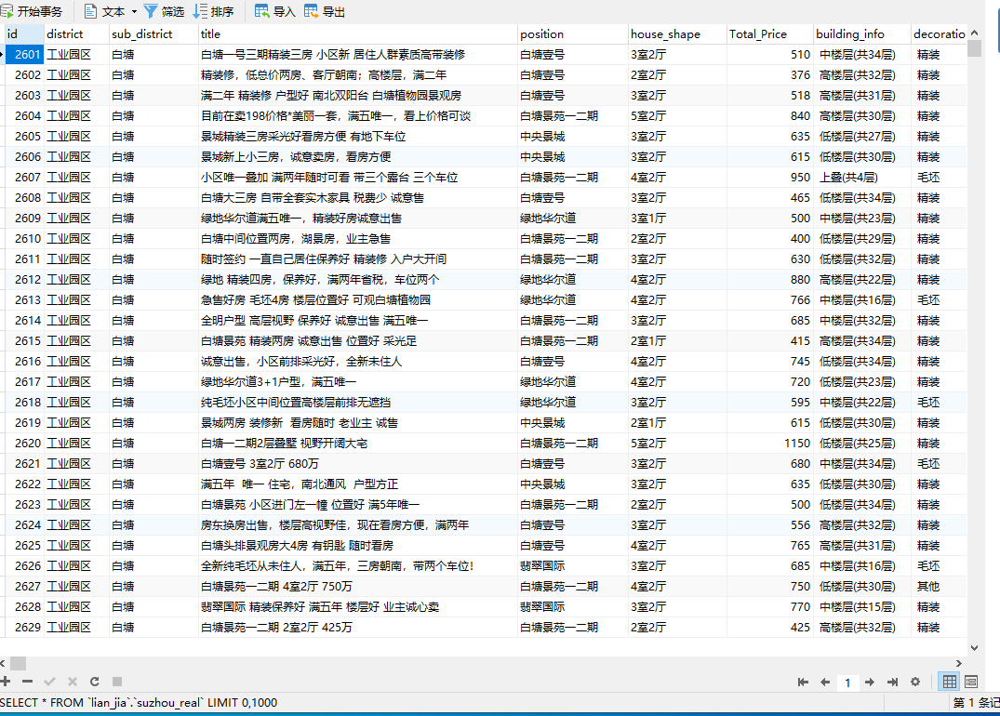 开始事务 文本 筛选 排序 导入 导出
id district sub_district title position house_shape Total_Price building_info decoratio
2601 工业园区 白塘 白塘一号三期精装三房 小区新 居住人群素质高带装修 白塘壹号 3室2厅 510 中楼层(共34层) 精装
2602 工业园区 白塘 精装修，低总价两房、客厅朝南；高楼层，满二年 白塘壹号 2室2厅 376 高楼层(共32层) 精装
2603 工业园区 白塘 满二年 精装修 户型好 南北双阳台 白塘植物园景观房 白塘壹号 3室2厅 518 高楼层(共31层) 精装
2604 工业园区 白塘 目前在卖198价格*美丽一套，满五唯一，看上价格可谈 白塘景苑一二期 5室2厅 840 高楼层(共30层) 精装
2605 工业园区 白塘 景城精装三房采光好看房方便 有地下车位 中央景城 3室2厅 635 低楼层(共27层) 精装
2606 工业园区 白塘 景城新上小三房，诚意卖房，看房方便 中央景城 3室2厅 615 低楼层(共30层) 精装
2607 工业园区 白塘 小区唯一叠加 满两年随时可看 带三个露台 三个车位 白塘景苑一二期 4室2厅 950 上叠(共4层) 毛坯
2608 工业园区 白塘 白塘大三房 自带全套实木家具 税费少 诚意售 白塘壹号 3室2厅 465 低楼层(共34层) 精装
2609 工业园区 白塘 绿地华尔道满五唯一，精装好房诚意出售 绿地华尔道 3室1厅 500 中楼层(共23层) 精装
2610 工业园区 白塘 白塘中间位置两房，湖景房，业主急售 白塘景苑一二期 2室2厅 400 低楼层(共29层) 精装
2611 工业园区 白塘 随时签约 一直自己居住保养好 精装修 入户大开间 白塘景苑一二期 3室2厅 630 低楼层(共32层) 精装
2612 工业园区 白塘 绿地 精装四房，保养好，满两年省税，车位两个 绿地华尔道 4室2厅 880 高楼层(共22层) 精装
2613 工业园区 白塘 急售好房 毛坯4房 楼层位置好 可观白塘植物园 绿地华尔道 4室2厅 766 中楼层(共16层) 毛坯
2614 工业园区 白塘 全明户型 高层视野 保养好 诚意出售 满五唯一 白塘景苑一二期 3室2厅 685 中楼层(共32层) 精装
2615 工业园区 白塘 白塘景苑 精装两房 诚意出售 位置好 采光足 白塘景苑一二期 2室1厅 415 高楼层(共34层) 精装
2616 工业园区 白塘 诚意出售，小区前排采光好，全新未住人 白塘壹号 4室2厅 745 低楼层(共34层) 精装
2617 工业园区 白塘 绿地华尔道3+1户型，满五唯一 绿地华尔道 4室2厅 720 低楼层(共23层) 精装
2618 工业园区 白塘 纯毛坯小区中间位置高楼层前排无遮挡 绿地华尔道 3室2厅 595 中楼层(共22层) 毛坯
2619 工业园区 白塘 景城两房 装修新 看房随时 老业主 诚售 中央景城 2室1厅 615 低楼层(共30层) 精装
2620 工业园区 白塘 白塘一二期2层叠墅 视野开阔大宅 白塘景苑一二期 5室2厅 1150 低楼层(共25层) 精装
2621 工业园区 白塘 白塘壹号 3室2厅 680万 白塘壹号 3室2厅 680 中楼层(共34层) 毛坯
2622 工业园区 白塘 满五年 唯一 住宅，南北通风 户型方正 中央景城 3室2厅 635 低楼层(共30层) 精装
2623 工业园区 白塘 白塘景苑 小区进门左一幢 位置好 满5年唯一 白塘景苑一二期 2室2厅 500 低楼层(共34层) 精装
2624 工业园区 白塘 房东换房出售，楼层高视野佳，现在看房方便，满两年 白塘壹号 3室2厅 556 高楼层(共32层) 精装
2625 工业园区 白塘 白塘头排景观房大4房 有钥匙 随时看房 白塘壹号 4室2厅 765 高楼层(共31层) 精装
2626 工业园区 白塘 全新纯毛坯从未住人，满五年，三房朝南，带两个车位！ 翡翠国际 3室2厅 685 中楼层(共16层) 毛坯
2627 工业园区 白塘 白塘景苑一二期 4室2厅 750万 白塘景苑一二期 4室2厅 750 低楼层(共30层) 其他
2628 工业园区 白塘 翡翠国际 精装保养好 满五年 楼层好 业主诚心卖 翡翠国际 3室2厅 770 中楼层(共15层) 精装
2629 工业园区 白塘 白塘景苑一二期 2室2厅 425万 白塘景苑一二期 2室2厅 425 高楼层(共32层) 精装
1
SELECT * FROM `lian_jia`.`suzhou_real` LIMIT 0,1000 第 1 条记